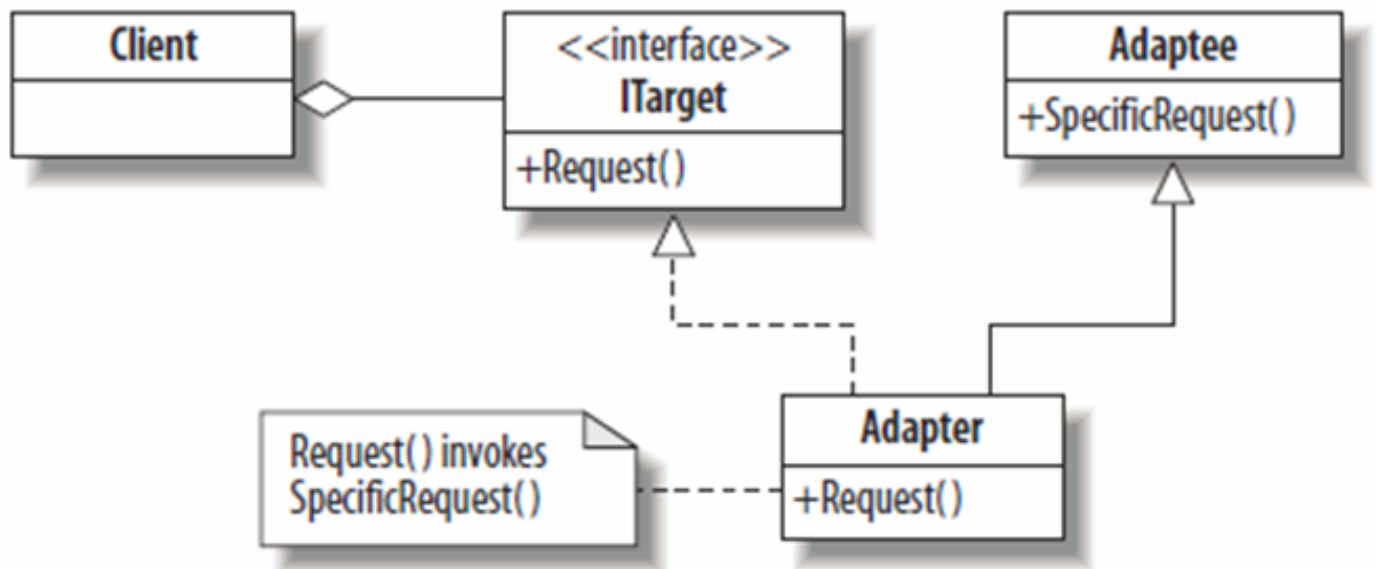 Client
<<interface>>
ITarget
+Request()
Adaptee
+SpecificRequest()
Request() invokes
SpecificRequest()
Adapter
+Request()